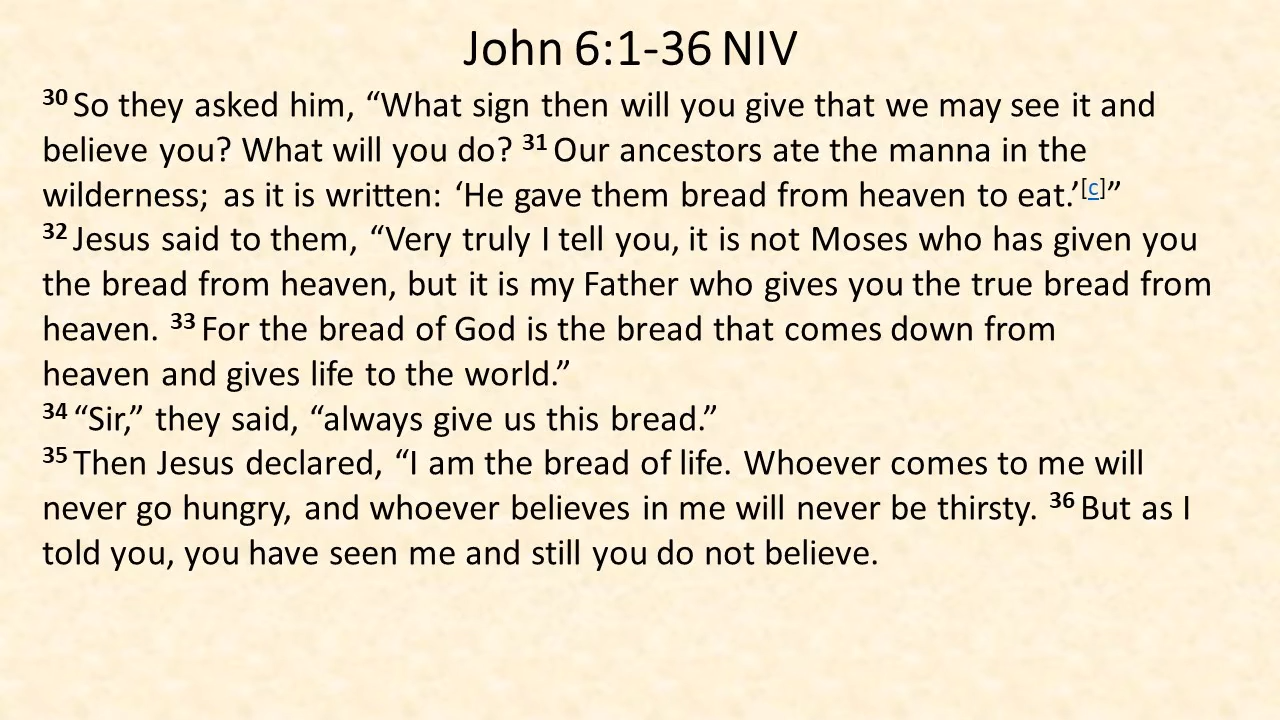 John 6:1-36 NIV
30 So they asked him, “What sign then will you give that we may see it and
believe you? What will you do? 31 Our ancestors ate the manna in the
wilderness; as it is written: ‘He gave them bread from heaven to eat.’[c]”
32 Jesus said to them, “Very truly I tell you, it is not Moses who has given you
the bread from heaven, but it is my Father who gives you the true bread from
heaven. 33 For the bread of God is the bread that comes down from
heaven and gives life to the world.”
34 “Sir,” they said, “always give us this bread.”
35 Then Jesus declared, “I am the bread of life. Whoever comes to me will
never go hungry, and whoever believes in me will never be thirsty. 36 But as I
told you, you have seen me and still you do not believe.